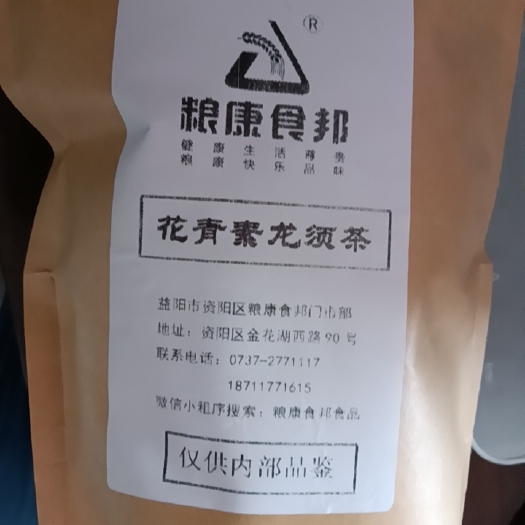 ®
粮康食邦
健康生活尊贵
粮康快乐品味
花青素龙须茶
益阳市资阳区粮康食邦门市部
地址：资阳区金花湖西路90号
联系电话：0737-2771117
18711771615
微信小程序搜索：粮康食邦食品
仅供内部品鉴